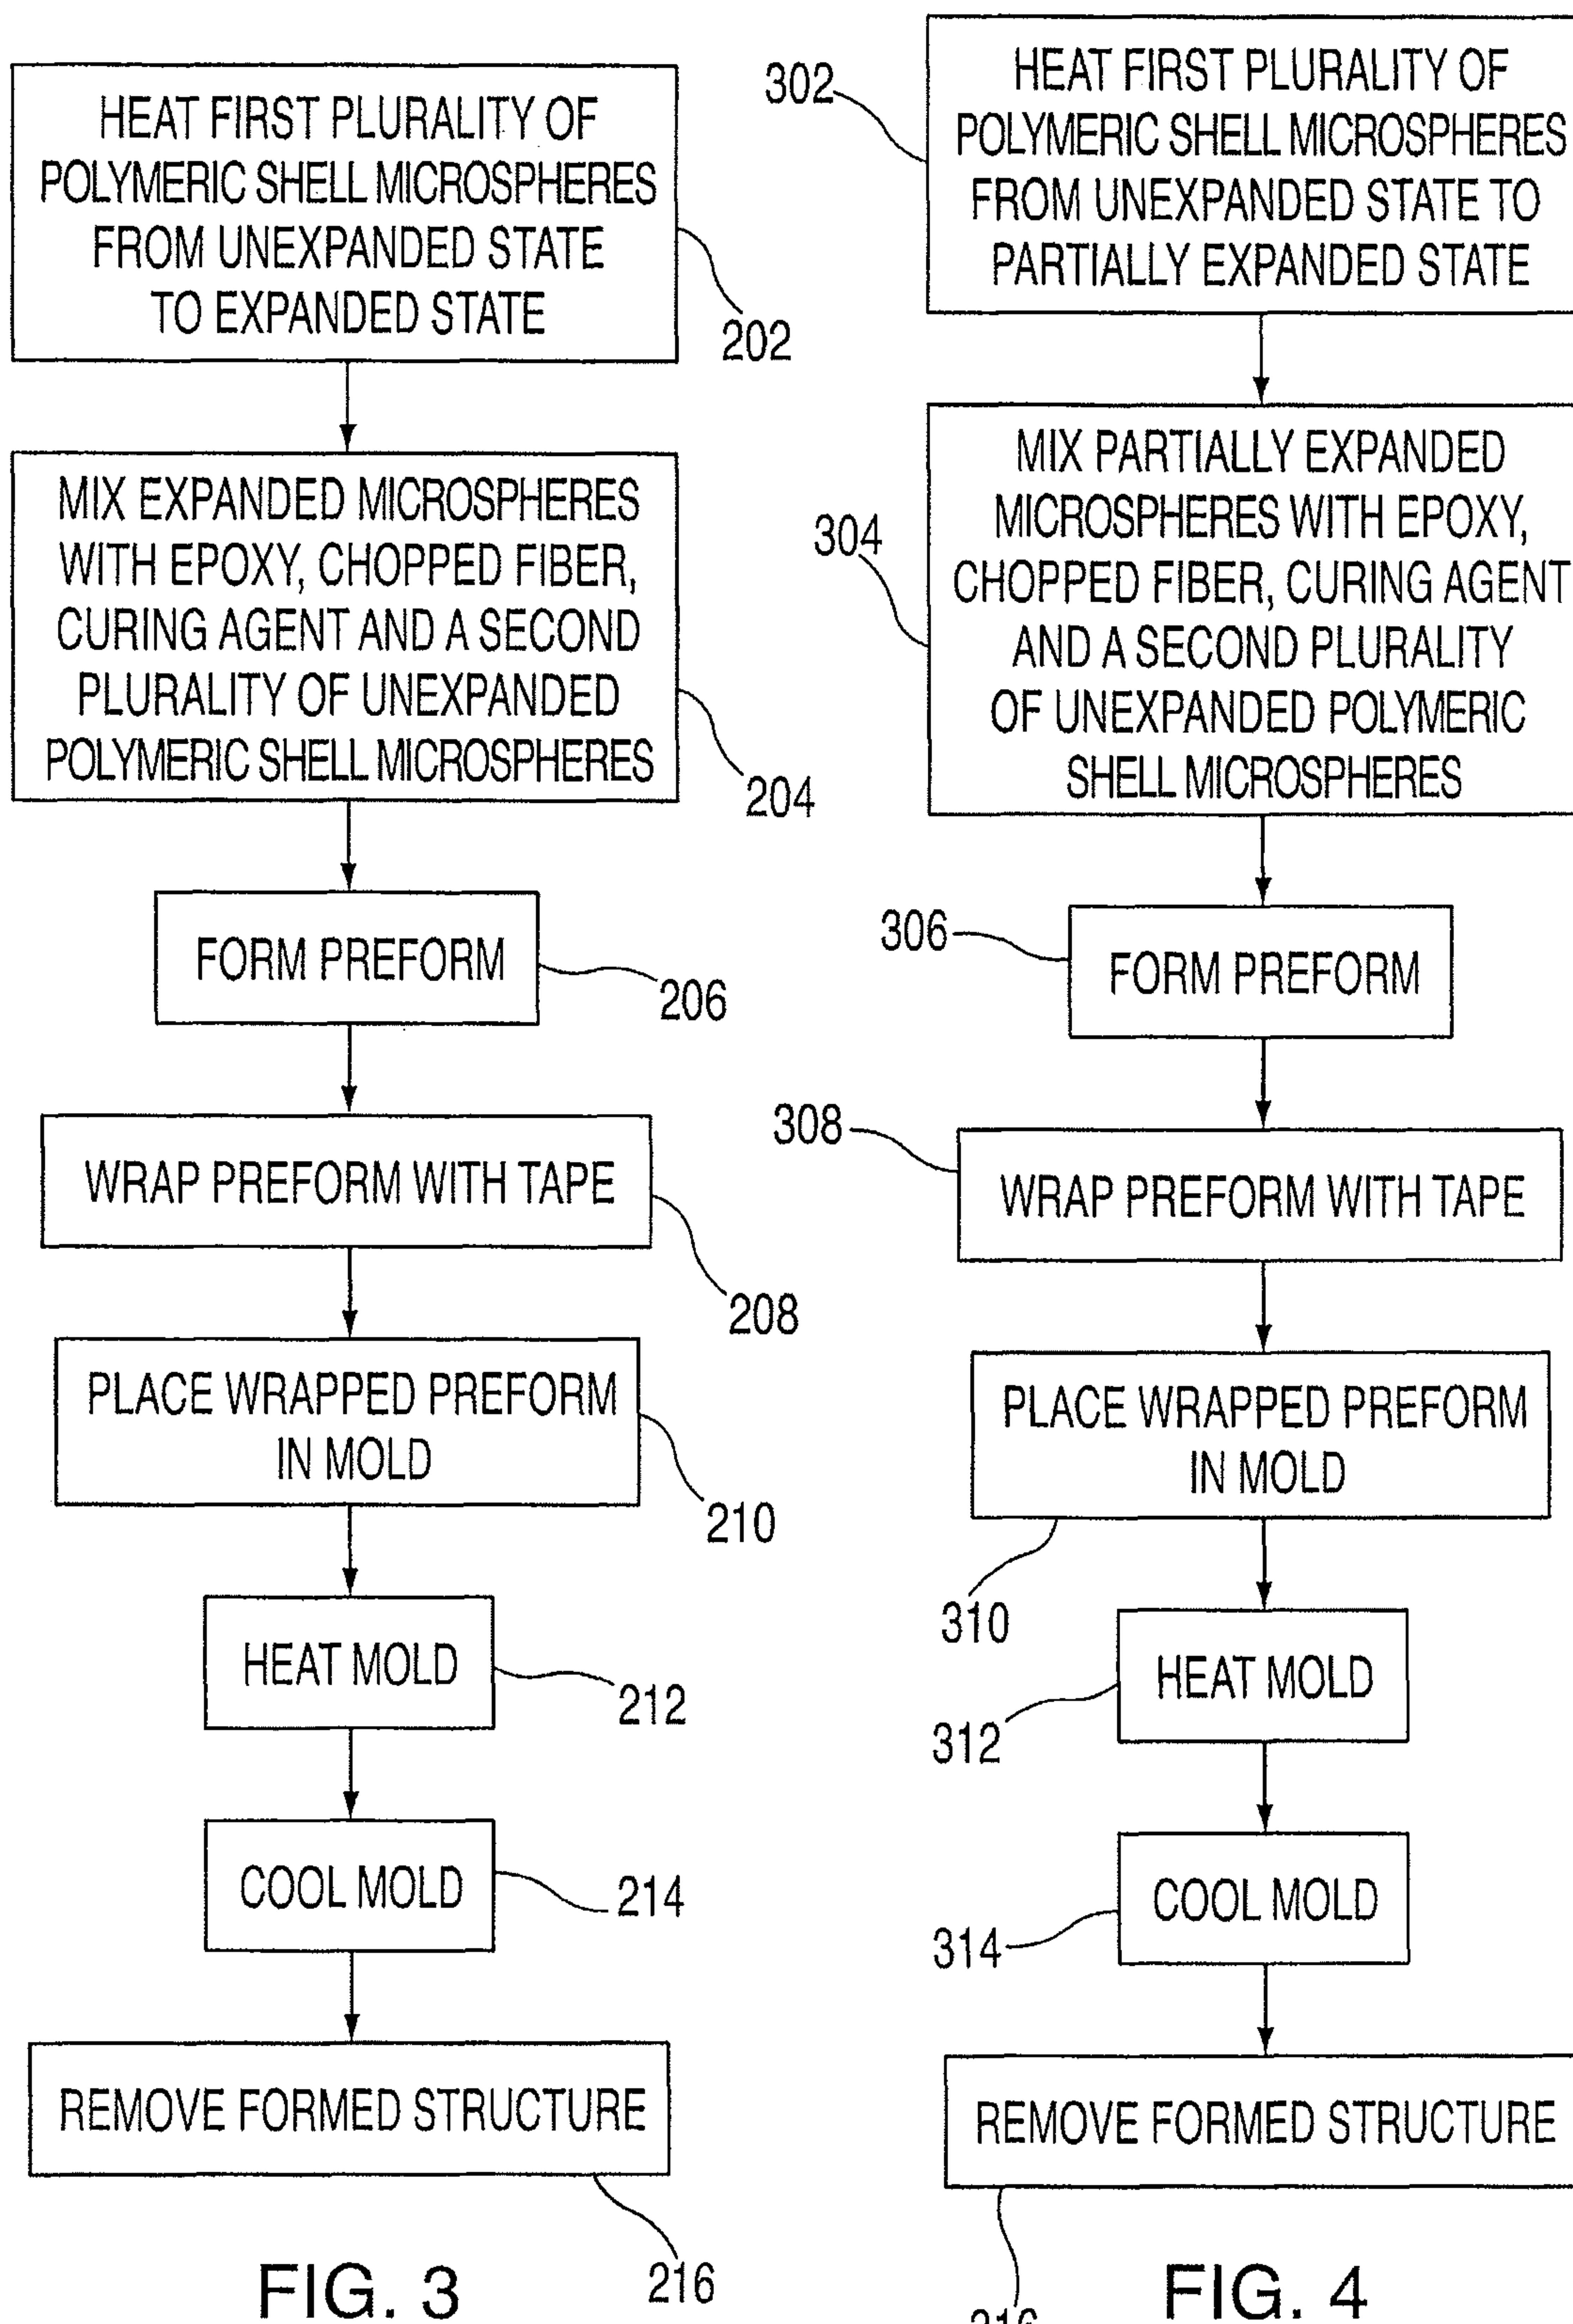 HEAT FIRST PLURALITY OF
POLYMERIC SHELL MICROSPHERES
FROM UNEXPANDED STATE
TO EXPANDED STATE
202
MIX EXPANDED MICROSPHERES
WITH EPOXY, CHOPPED FIBER,
CURING AGENT AND A SECOND
PLURALITY OF UNEXPANDED
POLYMERIC SHELL MICROSPHERES
204
FORM PREFORM
206
WRAP PREFORM WITH TAPE
208
PLACE WRAPPED PREFORM
IN MOLD
210
HEAT MOLD
212
COOL MOLD
214
REMOVE FORMED STRUCTURE
216
FIG. 3
302
HEAT FIRST PLURALITY OF
POLYMERIC SHELL MICROSPHERES
FROM UNEXPANDED STATE TO
PARTIALLY EXPANDED STATE
304
MIX PARTIALLY EXPANDED
MICROSPHERES WITH EPOXY,
CHOPPED FIBER, CURING AGENT
AND A SECOND PLURALITY
OF UNEXPANDED POLYMERIC
SHELL MICROSPHERES
306
FORM PREFORM
308
WRAP PREFORM WITH TAPE
PLACE WRAPPED PREFORM
IN MOLD
310
HEAT MOLD
312
COOL MOLD
314
REMOVE FORMED STRUCTURE
FIG. 4